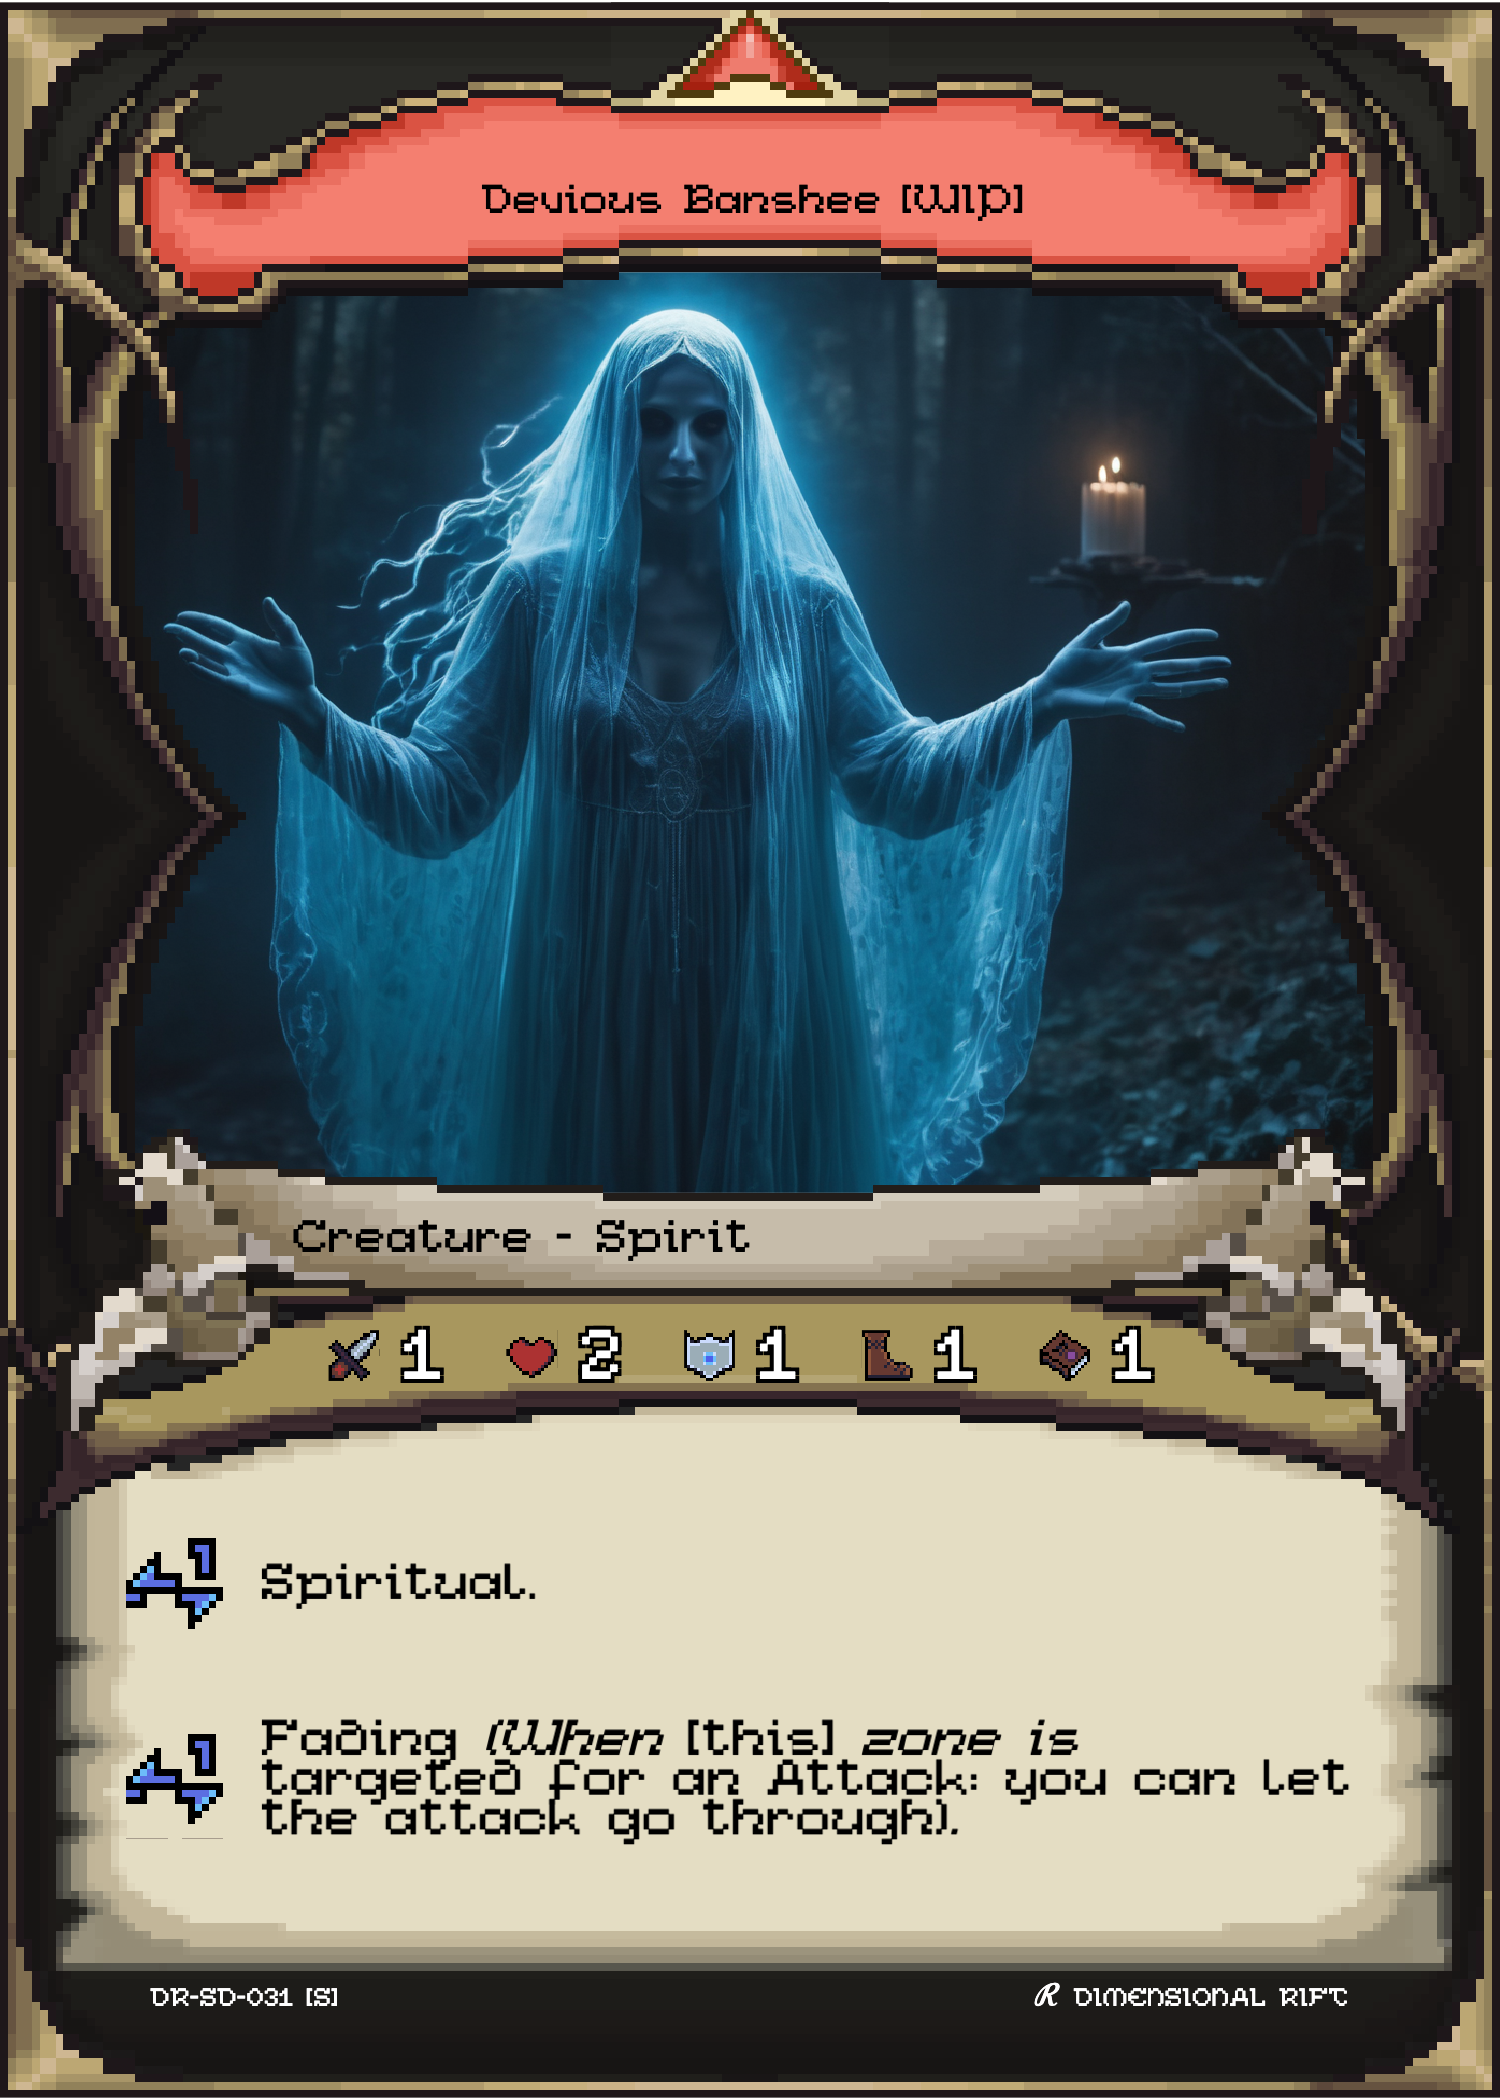 Devious Banshee [WIP]
Creature - Spirit
1 2 1 1 1
1 Spiritual.
1 Fading (When [this] zone is
targeted for an Attack: you can let
the attack go through).
DR-SD-031 [S] R DIMENSIONAL RIFT